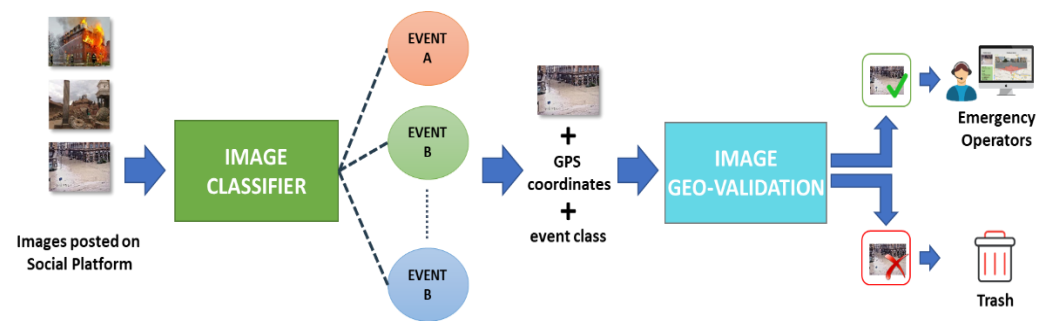 Images posted on
Social Platform
IMAGE
CLASSIFIER
EVENT
A
EVENT
B
EVENT
B
+
GPS
coordinates
+
event class
IMAGE
GEO-VALIDATION
Emergency
Operators
Trash